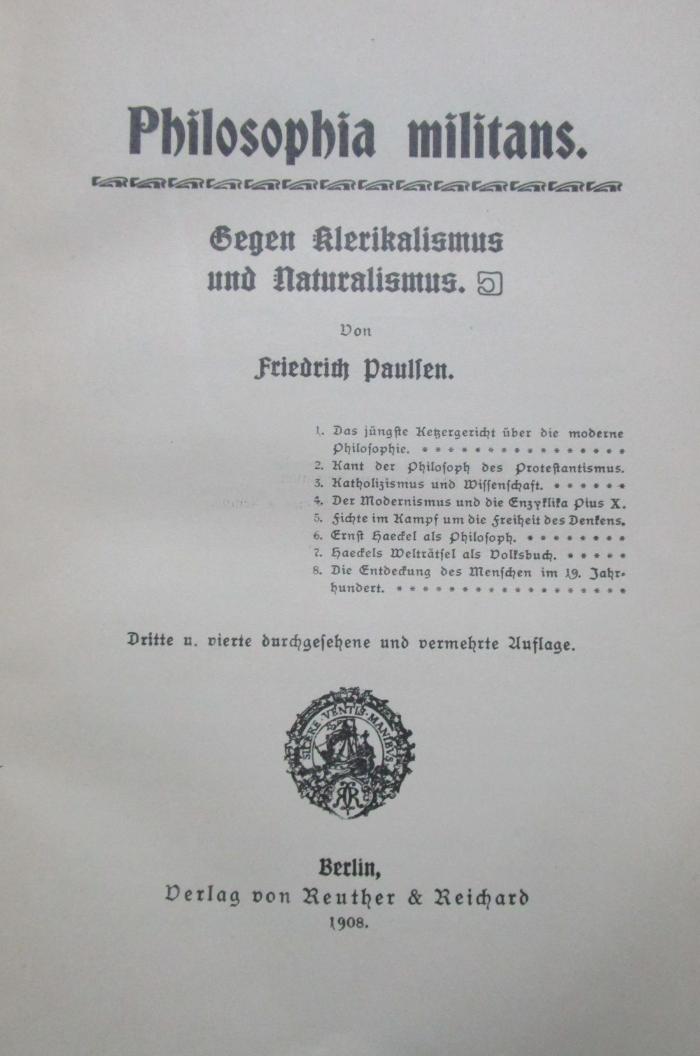 Philosophia militans.
Gegen Klerikalismus
und Naturalismus.
Von
Friedrich Paulſen.
1. Das jüngſte Ketzergericht über die moderne
Philoſophie.
2. Kant der Philoſoph des Proteſtantismus.
3. Katholizismus und Wiſſenſchaft.
4. Der Modernismus und die Enzyklika Pius X.
5. Fichte im Kampf um die Freiheit des Denkens.
6. Ernſt Haeckel als Philoſoph.
7. Haeckels Welträtſel als Volksbuch.
8. Die Entdeckung des Menſchen im 19. Jahr-
hundert.
Dritte u. vierte durchgeſehene und vermehrte Auflage.
VENTIS · MANIBVS
RR
Berlin,
Verlag von Reuther & Reichard
1908.